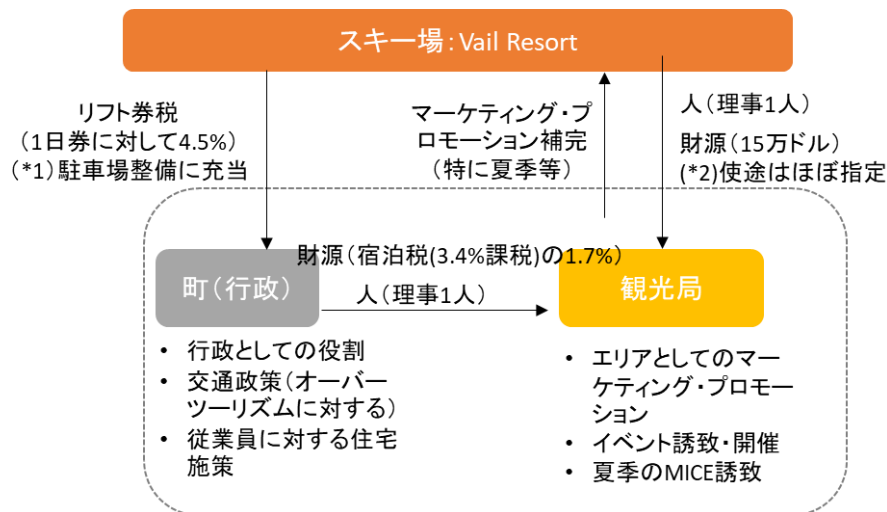 スキー場：Vail Resort
リフト券税
（1日券に対して4.5%）
(*1)駐車場整備に充当
マーケティング・プ
ロモーション補完
（特に夏季等）
人（理事1人）
財源（15万ドル）
(*2)使途はほぼ指定
財源（宿泊税(3.4%課税)の1.7%）
人（理事1人）
町（行政）
観光局
• 行政としての役割
• 交通政策（オーバー
ツーリズムに対する）
• 従業員に対する住宅
施策
• エリアとしてのマー
ケティング・プロモー
ション
• イベント誘致・開催
• 夏季のMICE誘致